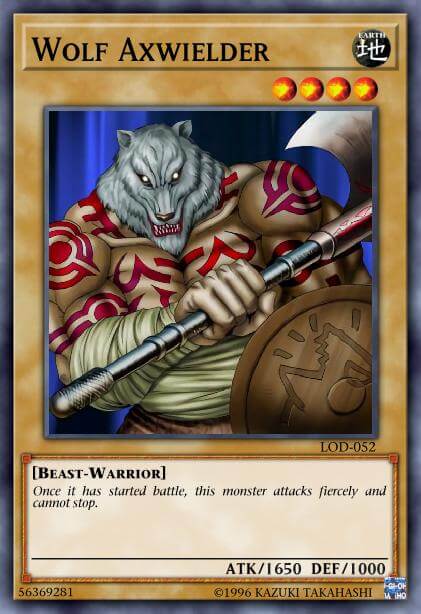 Wolf Axwielder
EARTH
地
LOD-052
[Beast-Warrior]
Once it has started battle, this monster attacks fiercely and
cannot stop.
ATK/1650 DEF/1000
56369281
©1996 KAZUKI TAKAHASHI